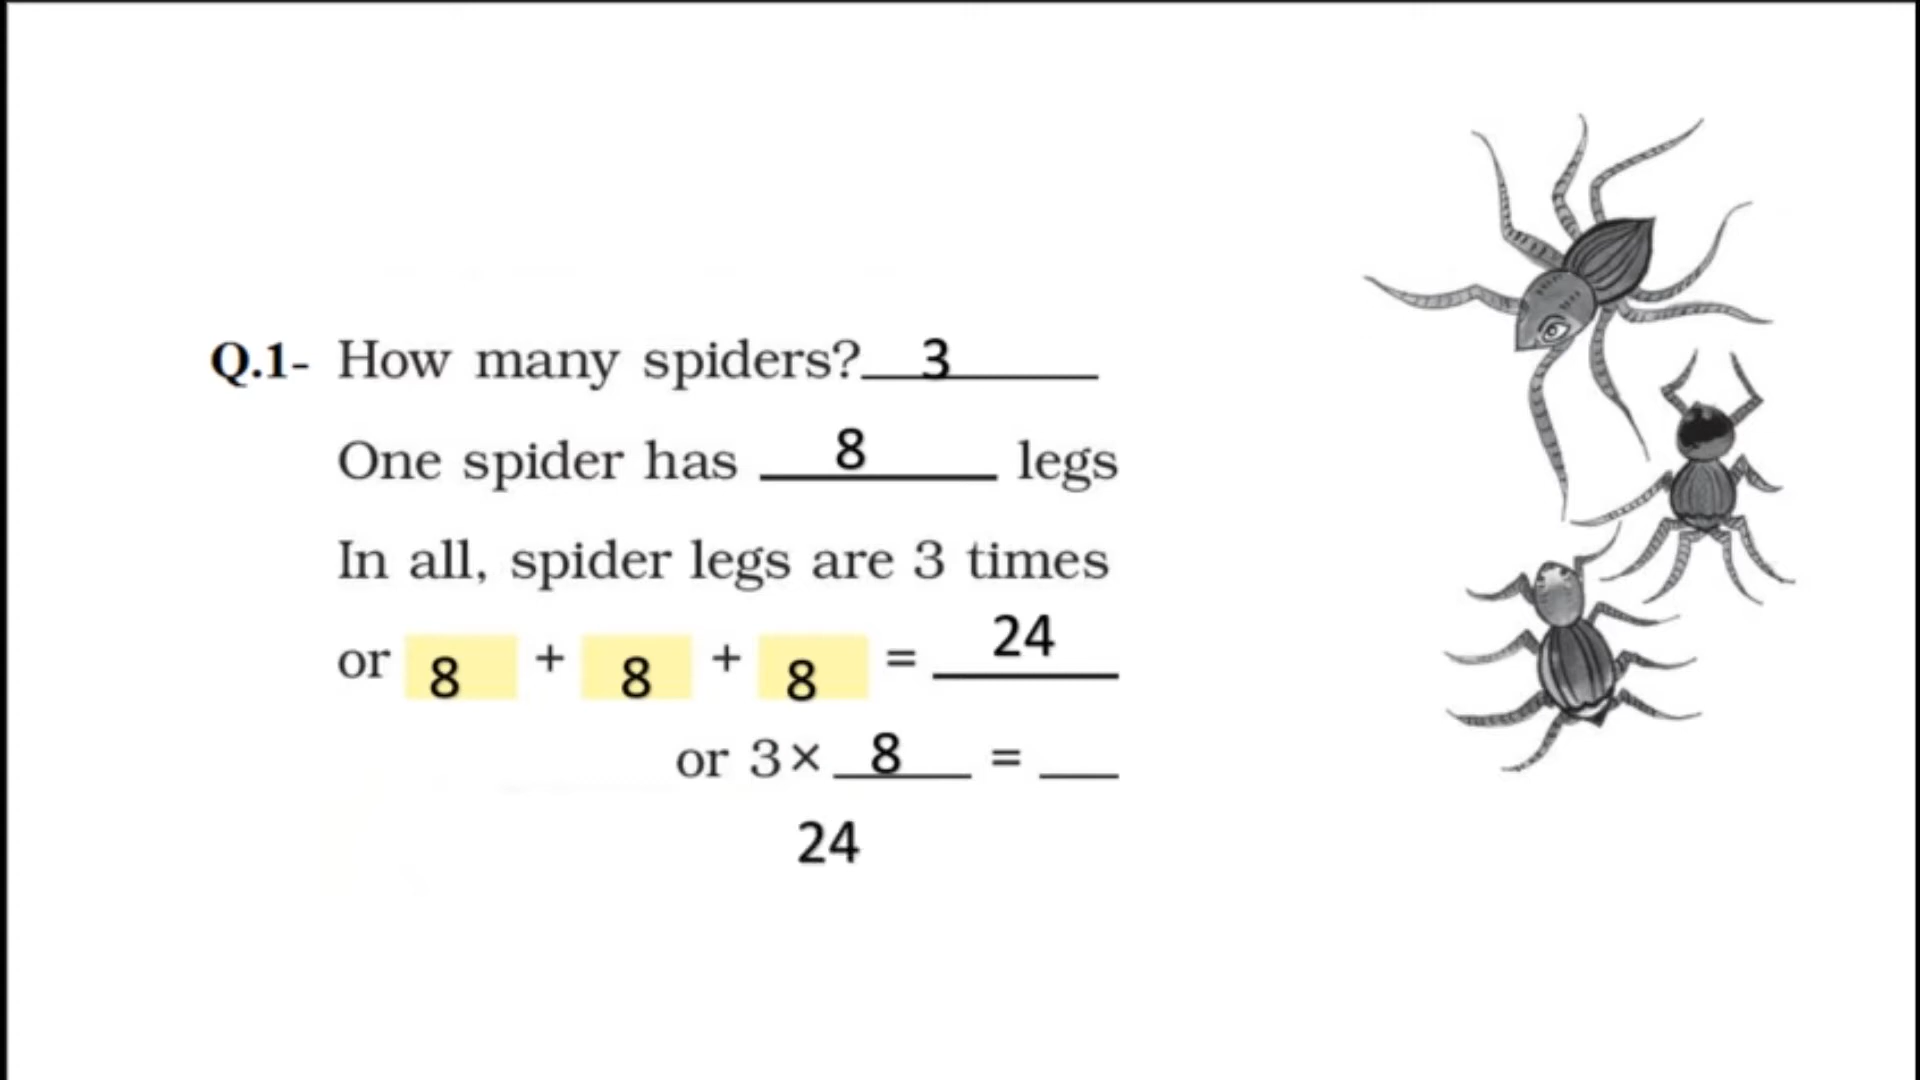 Q.1- How many spiders? 3
One spider has 8 legs
In all, spider legs are 3 times
or 8 + 8 + 8 = 24
or 3× 8 = __
24